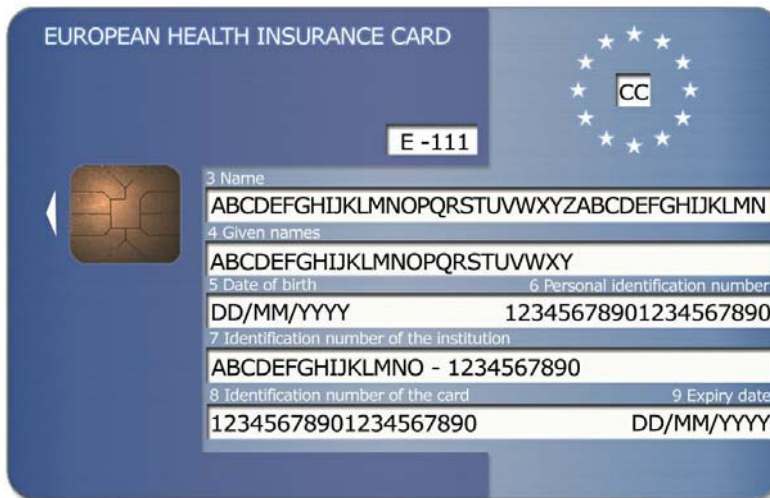 EUROPEAN HEALTH INSURANCE CARD
CC
E -111
3 Name
ABCDEFGHIJKLMNOPQRSTUVWXYZABCDEFGHIJKLMN
4 Given names
ABCDEFGHIJKLMNOPQRSTUVWXY
5 Date of birth 6 Personal identification number
DD/MM/YYYY 12345678901234567890
7 Identification number of the institution
ABCDEFGHIJKLMNO - 1234567890
8 Identification number of the card 9 Expiry date
12345678901234567890 DD/MM/YYYY